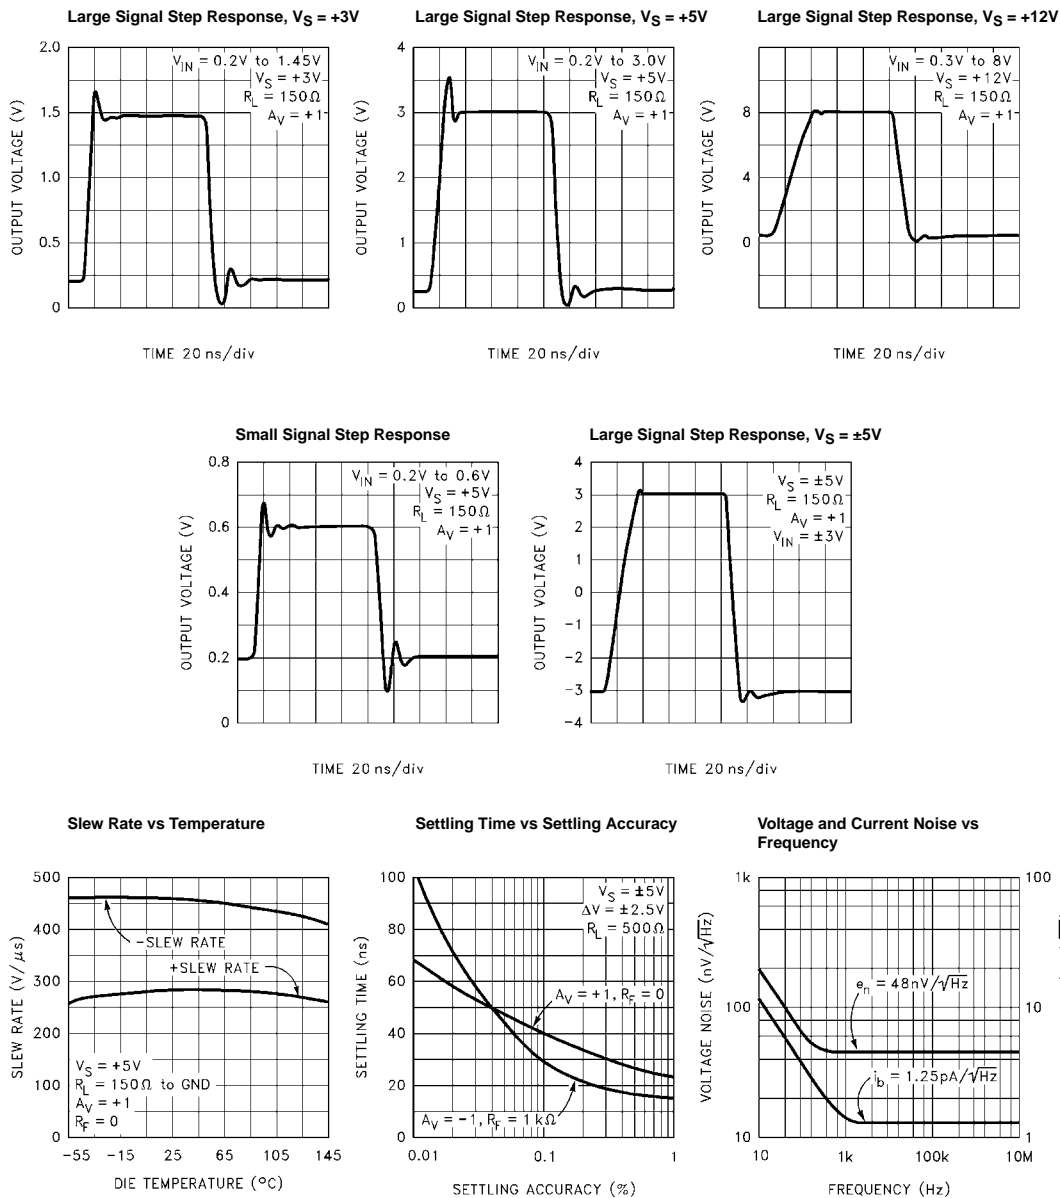 Large Signal Step Response, VS = +3V
2.0
1.5
1.0
0.5
0
OUTPUT VOLTAGE (V)
VIN = 0.2V to 1.45V
VS = +3V
RL = 150Ω
AV = +1
TIME 20 ns/div
Large Signal Step Response, VS = +5V
4
3
2
1
0
OUTPUT VOLTAGE (V)
VIN = 0.2V to 3.0V
VS = +5V
RL = 150Ω
AV = +1
TIME 20 ns/div
Large Signal Step Response, VS = +12V
8
4
0
OUTPUT VOLTAGE (V)
VIN = 0.3V to 8V
VS = +12V
RL = 150Ω
AV = +1
TIME 20 ns/div
Small Signal Step Response
0.8
0.6
0.4
0.2
0
OUTPUT VOLTAGE (V)
VIN = 0.2V to 0.6V
VS = +5V
RL = 150Ω
AV = +1
TIME 20 ns/div
Large Signal Step Response, VS = ±5V
4
3
2
1
0
−1
−2
−3
−4
OUTPUT VOLTAGE (V)
VS = ±5V
RL = 150Ω
AV = +1
VIN = ±3V
TIME 20 ns/div
Slew Rate vs Temperature
500
400
300
200
100
0
SLEW RATE (V/μs)
−SLEW RATE
+SLEW RATE
VS = +5V
RL = 150Ω to GND
AV = +1
RF = 0
-55 -15 25 65 105 145
DIE TEMPERATURE (°C)
Settling Time vs Settling Accuracy
100
80
60
40
20
0
SETTLING TIME (ns)
VS = ±5V
ΔV = ±2.5V
RL = 500Ω
AV = +1, RF = 0
AV = −1, RF = 1 kΩ
0.01 0.1 1
SETTLING ACCURACY (%)
Voltage and Current Noise vs
Frequency
1k
100
10
VOLTAGE NOISE (nV/√Hz)
en = 48nV/√Hz
ib = 1.25pA/√Hz
100
10
1
10 1k 100k 10M
FREQUENCY (Hz)